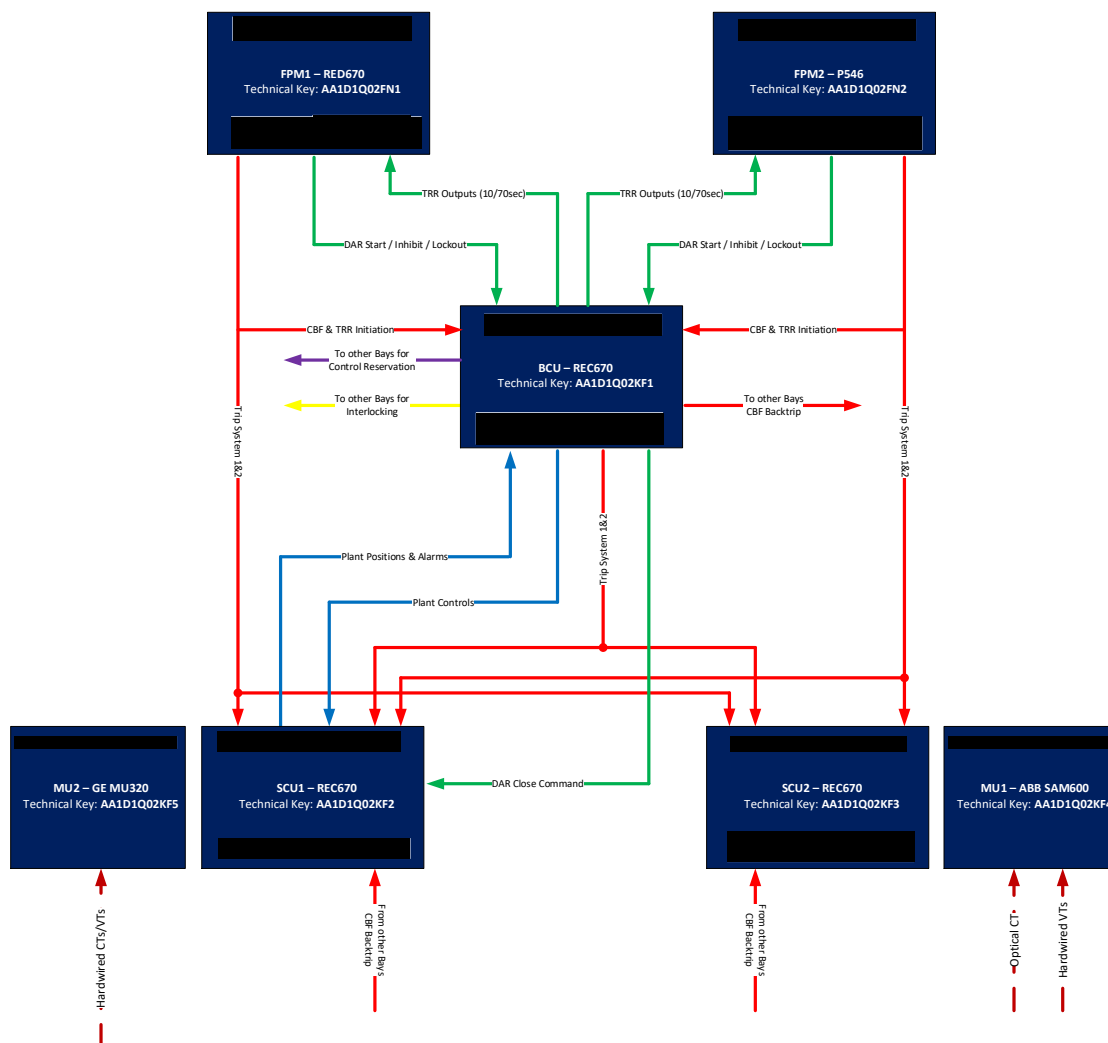 FPM1 – RED670
Technical Key: AA1D1Q02FN1
FPM2 – P546
Technical Key: AA1D1Q02FN2
TRR Outputs (10/70sec)
TRR Outputs (10/70sec)
DAR Start / Inhibit / Lockout
DAR Start / Inhibit / Lockout
CBF & TRR Initiation
CBF & TRR Initiation
To other Bays for
Control Reservation
BCU – REC670
Technical Key: AA1D1Q02KF1
To other Bays for
Interlocking
To other Bays
CBF Backtrip
Trip System 1&2
Trip System 1&2
Trip System 1&2
Plant Positions & Alarms
Plant Controls
DAR Close Command
MU2 – GE MU320
Technical Key: AA1D1Q02KF5
SCU1 – REC670
Technical Key: AA1D1Q02KF2
SCU2 – REC670
Technical Key: AA1D1Q02KF3
MU1 – ABB SAM600
Technical Key: AA1D1Q02KF4
Hardwired CTs/VTs
From other Bays
CBF Backtrip
From other Bays
CBF Backtrip
Optical CT
Hardwired VTs